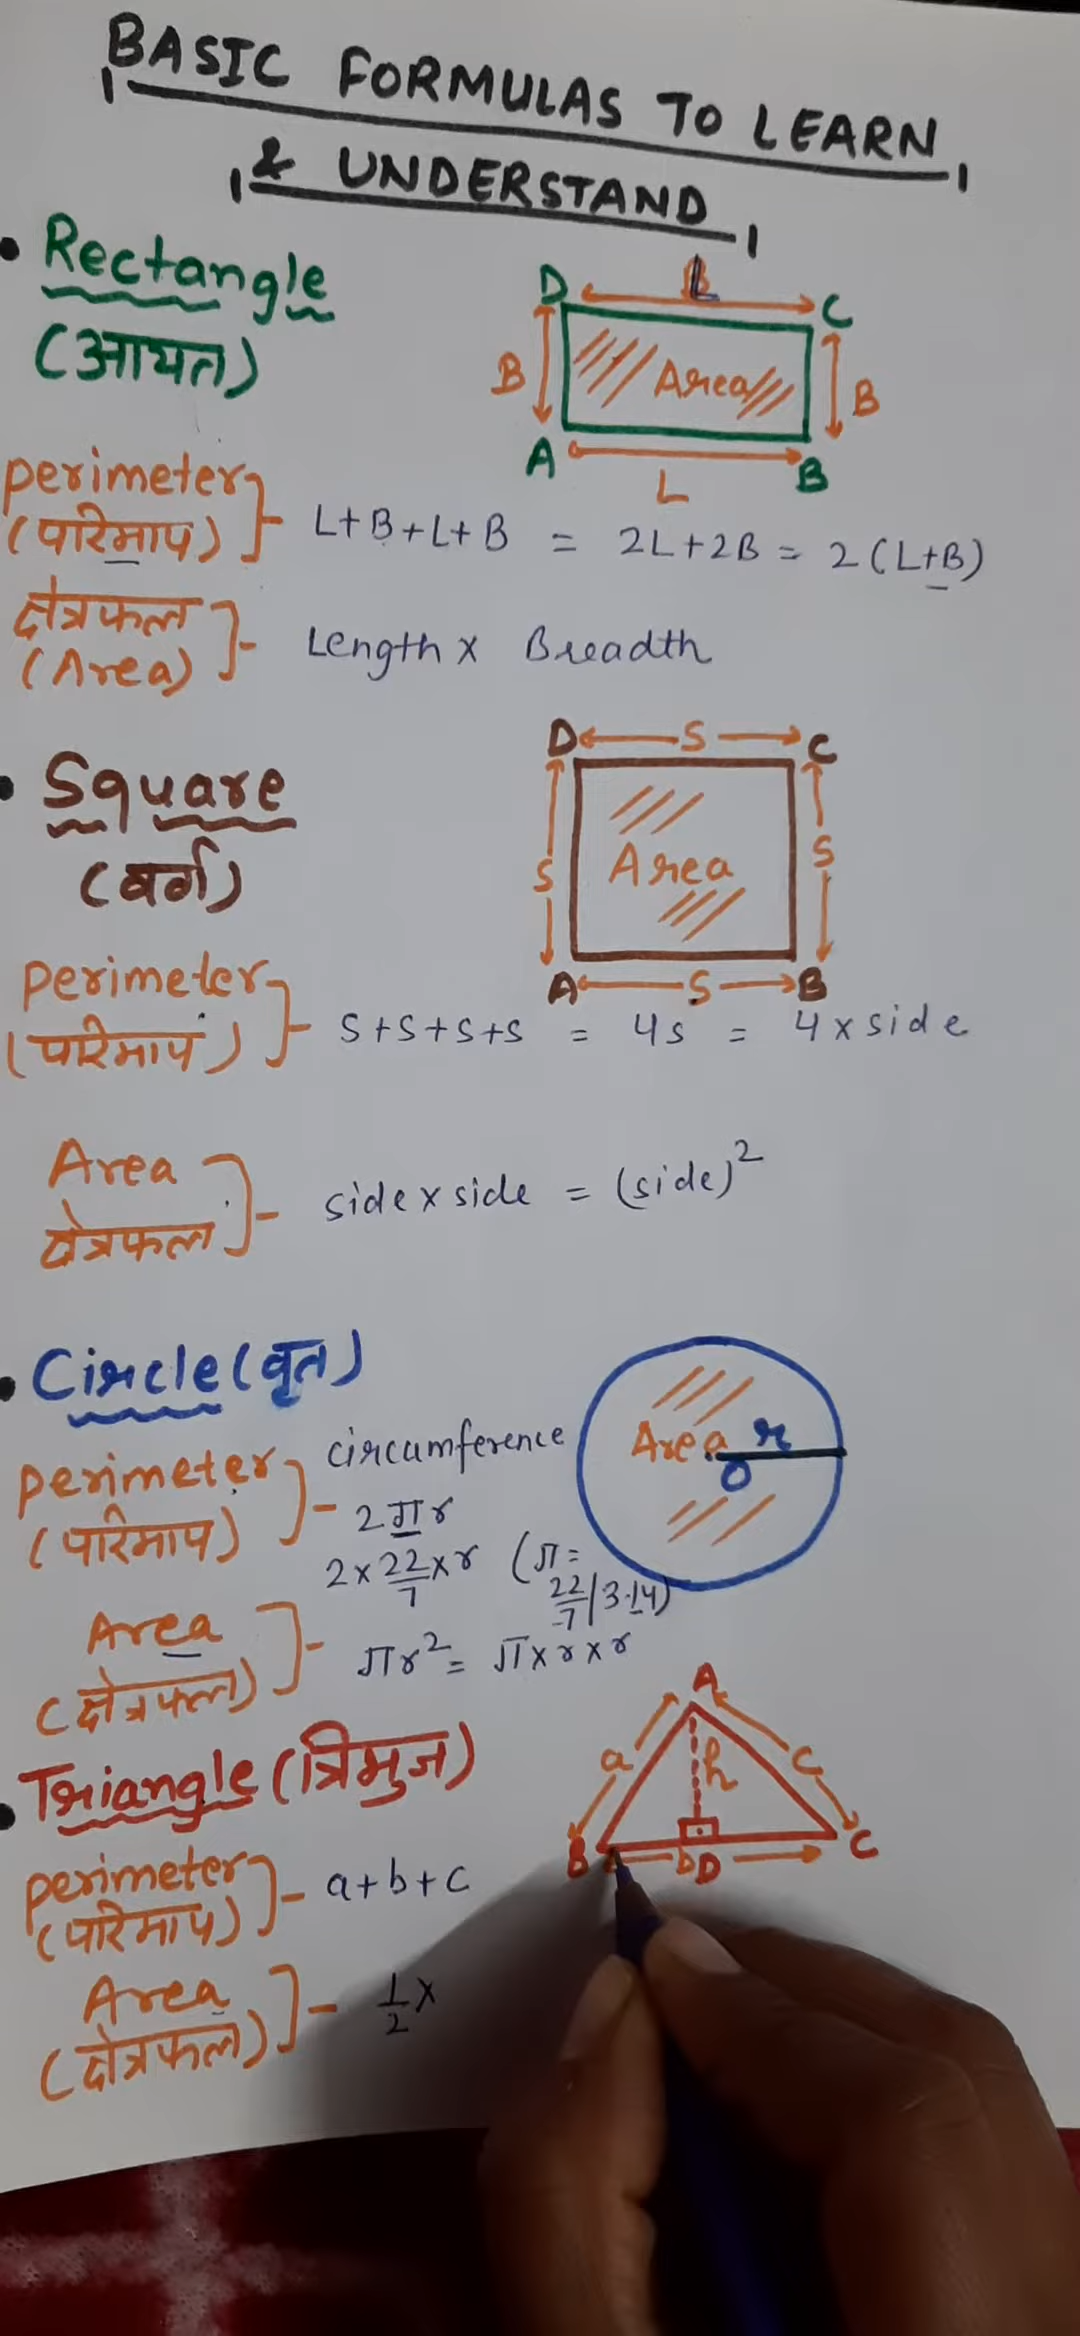 BASIC FORMULAS TO LEARN
& UNDERSTAND
• Rectangle
(आयत)
D L C
B Area B
A L B
Perimeter
(परिमाप) - L+B+L+B = 2L+2B = 2(L+B)
क्षेत्रफल
(Area) - Length x Breadth
• Square
(वर्ग)
D S C
S Area S
A S B
Perimeter
(परिमाप) - S+S+S+S = 4S = 4 x side
Area
क्षेत्रफल - side x side = (side)²
• Circle (वृत)
Area r
O
Perimeter
(परिमाप) - circumference
2πr
2 x 22/7 x r (π = 22/7 / 3.14)
Area
(क्षेत्रफल) - πr² = π x r x r
• Triangle (त्रिभुज)
A
a h c
B b D C
Perimeter
(परिमाप) - a+b+c
Area
(क्षेत्रफल) - 1/2 x